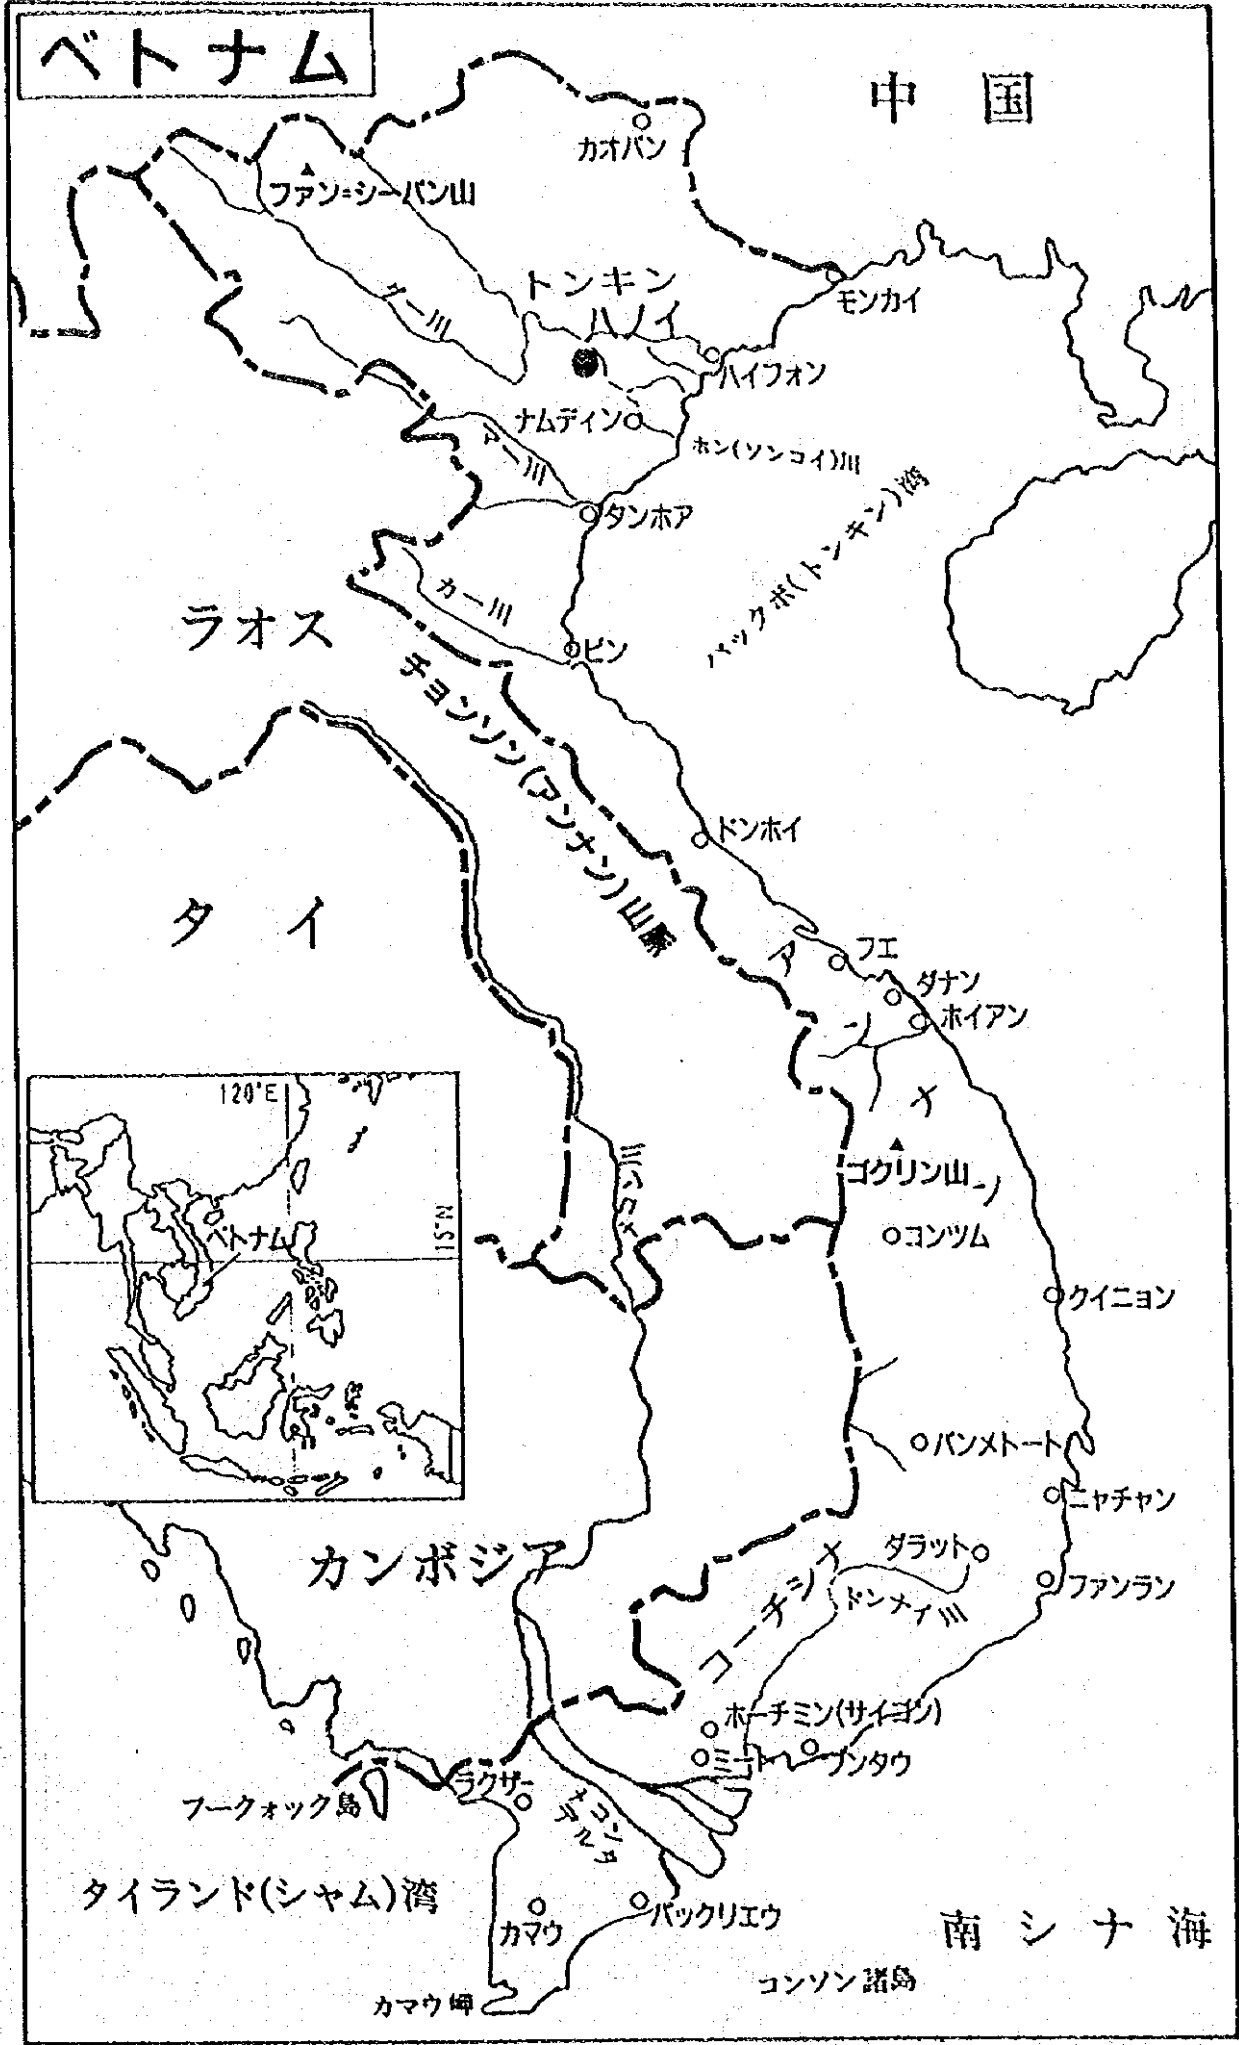 ベトナム
中国
カオバン
ファン=シーパン山
トンキン
モンカイ
ハノイ
ダー川
ハイフォン
ナムディン
マー川
ホン(ソンコイ)川
バックボ(トンキン)湾
タンホア
カー川
ラオス
ビン
チョンソン(アンナン)山脈
ドンホイ
タイ
フエ
ダナン
ホイアン
アンナン
120°E
15°N
ベトナム
メコン川
ゴクリン山
コンツム
クイニョン
バンメトート
ニャチャン
カンボジア
ダラット
ファンラン
ドンナイ川
コーチシナ
ホーチミン(サイゴン)
ミート
ブンタウ
ラクザー
フークォック島
メコン
デルタ
タイランド(シャム)湾
カマウ
バックリエウ
南シナ海
コンソン諸島
カマウ岬